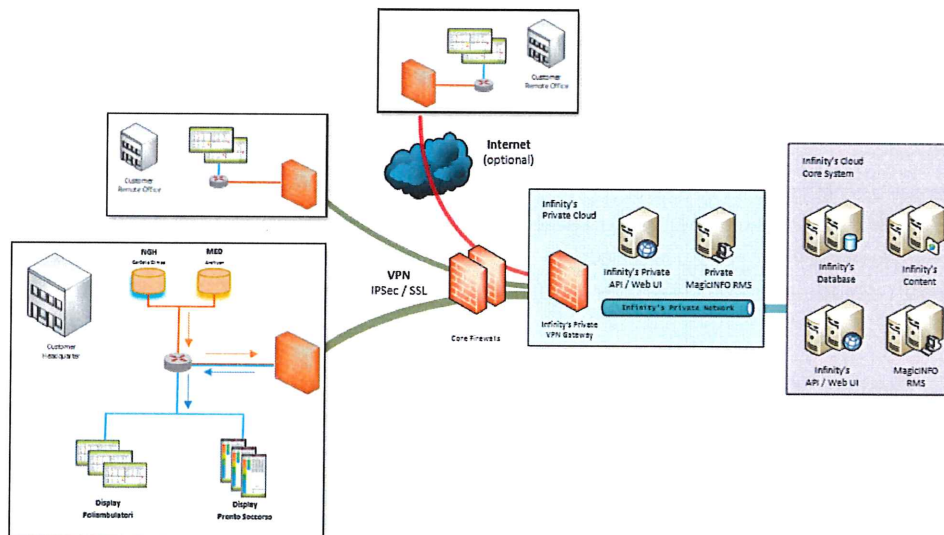 Customer
Remote Office
Internet
(optional)
Customer
Remote Office
NGH
MED
Customer
Headquarter
VPN
IPSec / SSL
Core Firewalls
Display
Poliambulatori
Display
Pronto Soccorso
Infinity's
Private Cloud
Infinity's Private
API / Web UI
Private
MagicINFO RMS
Infinity's Private Network
Infinity's Private
VPN Gateway
Infinity's Cloud
Core System
Infinity's
Database
Infinity's
Content
Infinity's
API / Web UI
MagicINFO
RMS